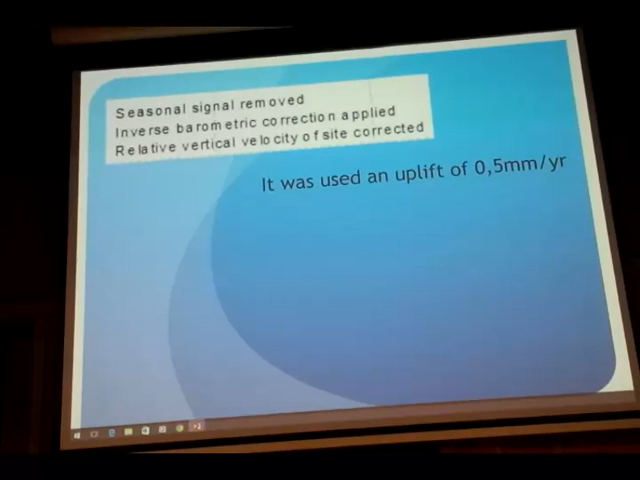 Seasonal signal removed
Inverse barometric correction applied
Relative vertical velocity of site corrected
It was used an uplift of 0,5mm/yr